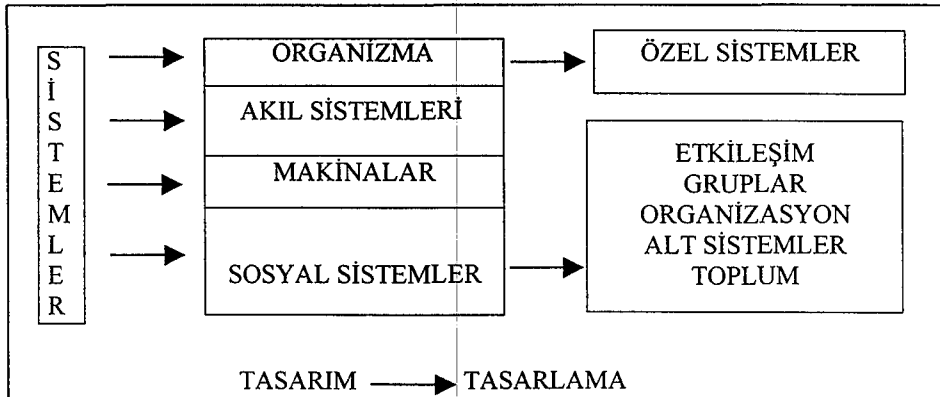 SİSTEMLER
ORGANİZMA
AKIL SİSTEMLERİ
MAKİNALAR
SOSYAL SİSTEMLER
ÖZEL SİSTEMLER
ETKİLEŞİM
GRUPLAR
ORGANİZASYON
ALT SİSTEMLER
TOPLUM
TASARIM TASARLAMA